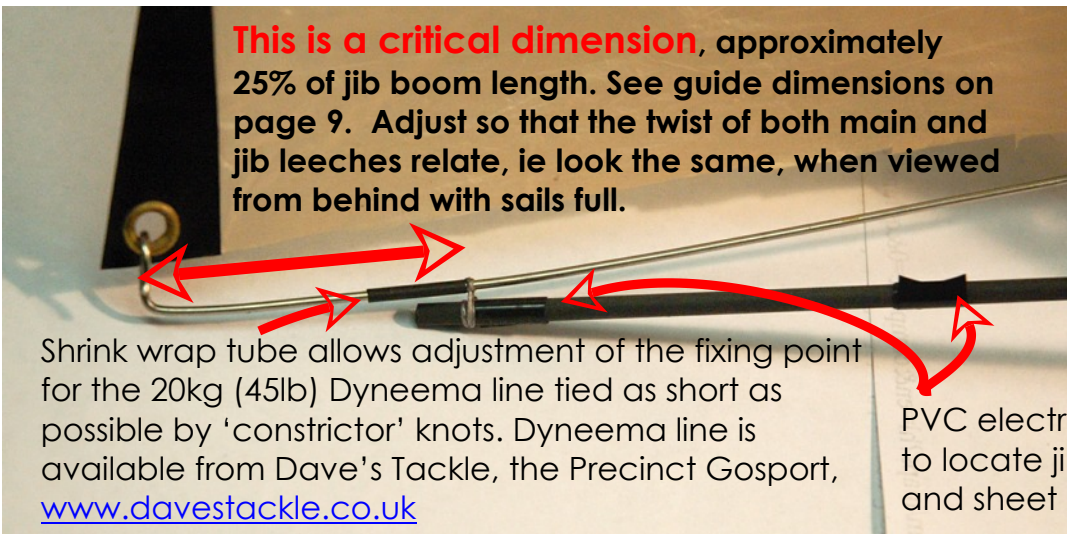 This is a critical dimension, approximately
25% of jib boom length. See guide dimensions on
page 9. Adjust so that the twist of both main and
jib leeches relate, ie look the same, when viewed
from behind with sails full.
Shrink wrap tube allows adjustment of the fixing point
for the 20kg (45lb) Dyneema line tied as short as
possible by ‘constrictor’ knots. Dyneema line is
available from Dave’s Tackle, the Precinct Gosport,
www.davestackle.co.uk
PVC electr
to locate ji
and sheet